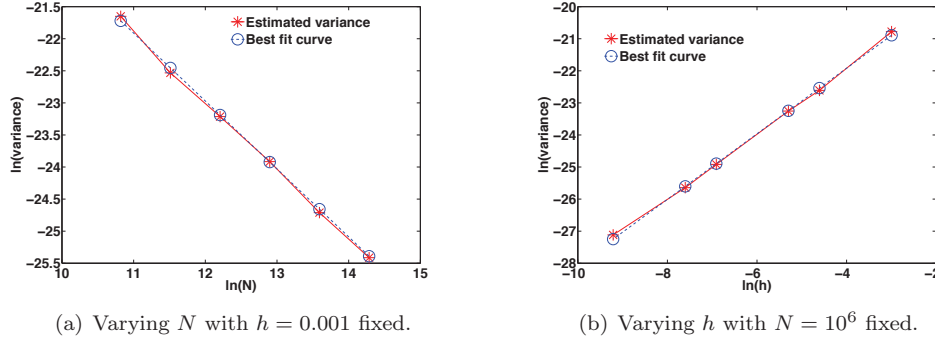 -21.5
-22
-22.5
-23
-23.5
-24
-24.5
-25
-25.5
ln(variance)
Estimated variance
Best fit curve
10 11 12 13 14 15
ln(N)
(a) Varying N with h = 0.001 fixed.
-20
-21
-22
-23
-24
-25
-26
-27
-28
ln(variance)
Estimated variance
Best fit curve
-10 -8 -6 -4 -2
ln(h)
(b) Varying h with N = 10⁶ fixed.